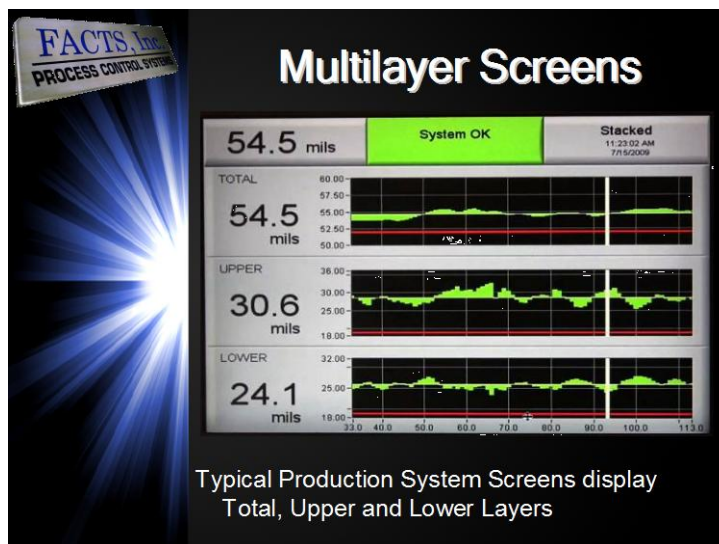 FACTS, Inc.
PROCESS CONTROL SYSTEMS
Multilayer Screens
54.5 mils
System OK
Stacked
11:23:02 AM
7/15/2009
TOTAL
54.5
mils
60.00
57.50
55.00
52.50
50.00
UPPER
30.6
mils
36.00
30.00
25.00
18.00
LOWER
24.1
mils
32.00
25.00
18.00
33.0 40.0 50.0 60.0 70.0 80.0 90.0 100.0 113.0
Typical Production System Screens display
Total, Upper and Lower Layers